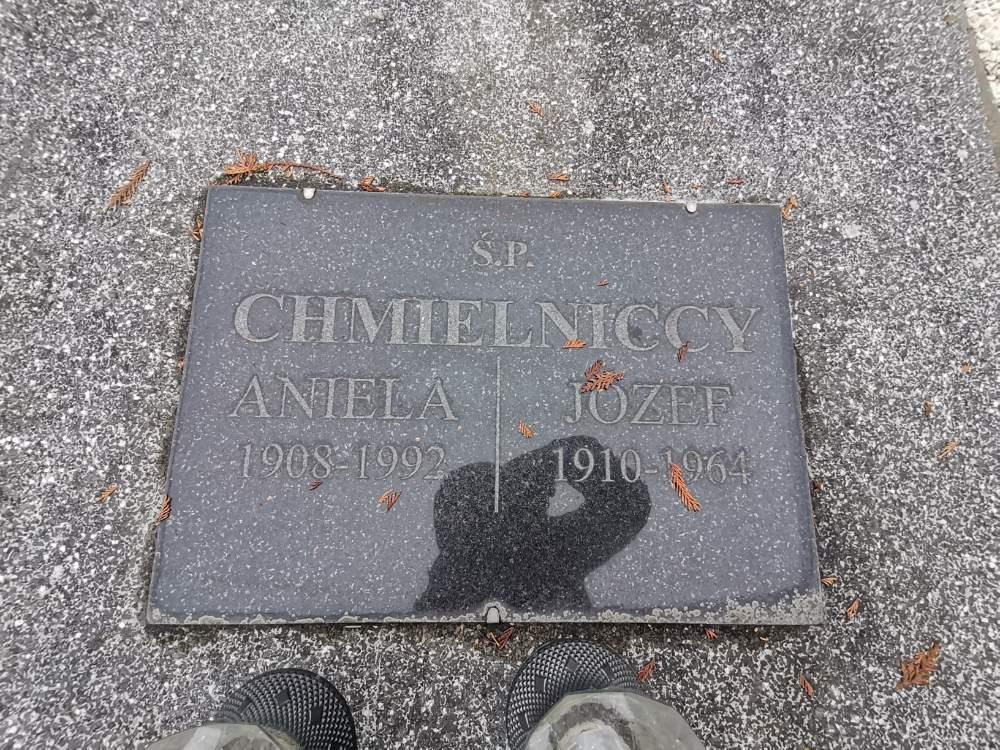 Ś.P.
CHMIELNICCY
ANIELA
1908-1992
JÓZEF
1910-1964